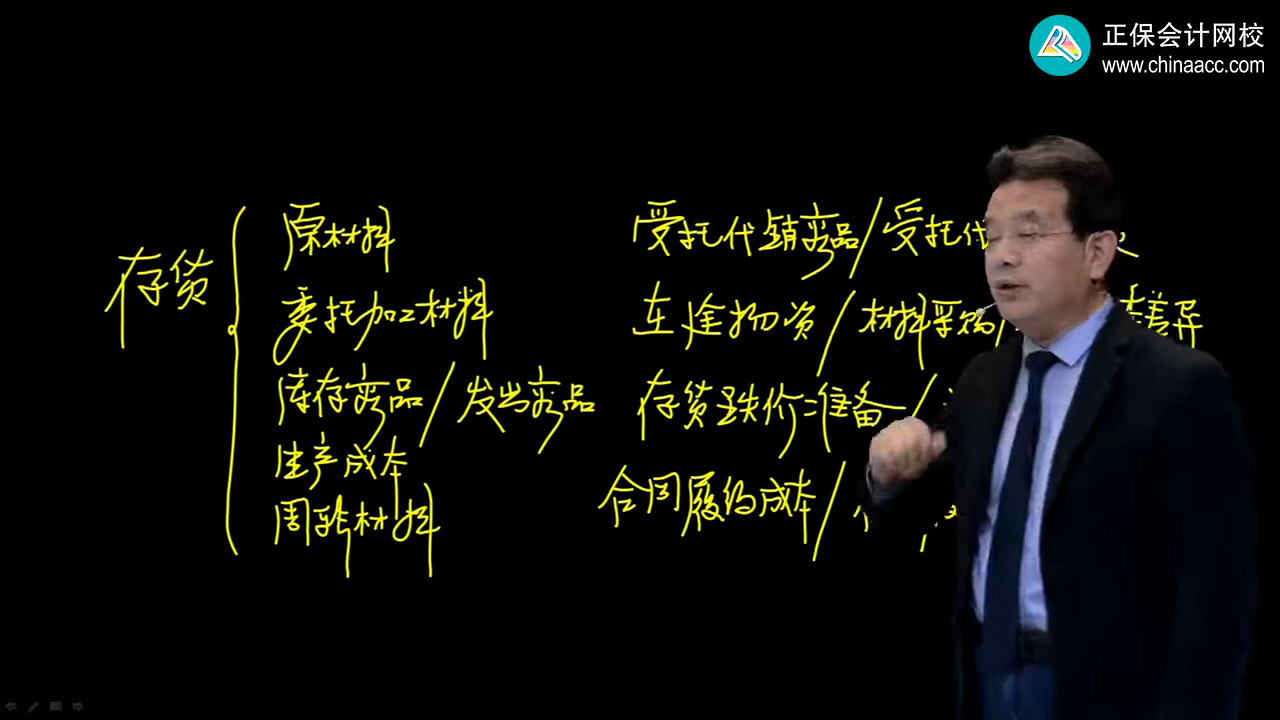 正保会计网校
www.chinaacc.com
存货
原材料
委托加工材料
库存商品/发出商品
生产成本
周转材料
受托代销商品/受托代
在途物资/材料采购/
差异
存货跌价准备/
合同履约成本/